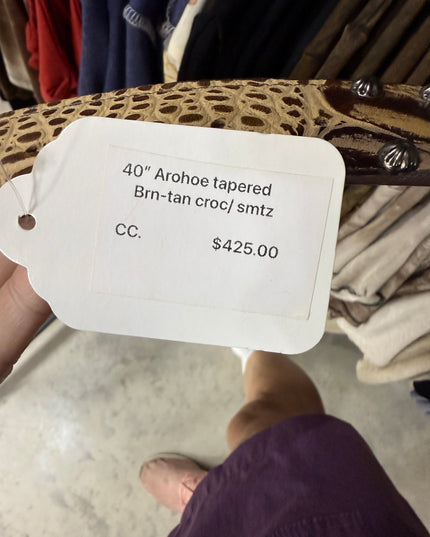 40" Arohoe tapered
Brn-tan croc/ smtz
CC.
$425.00